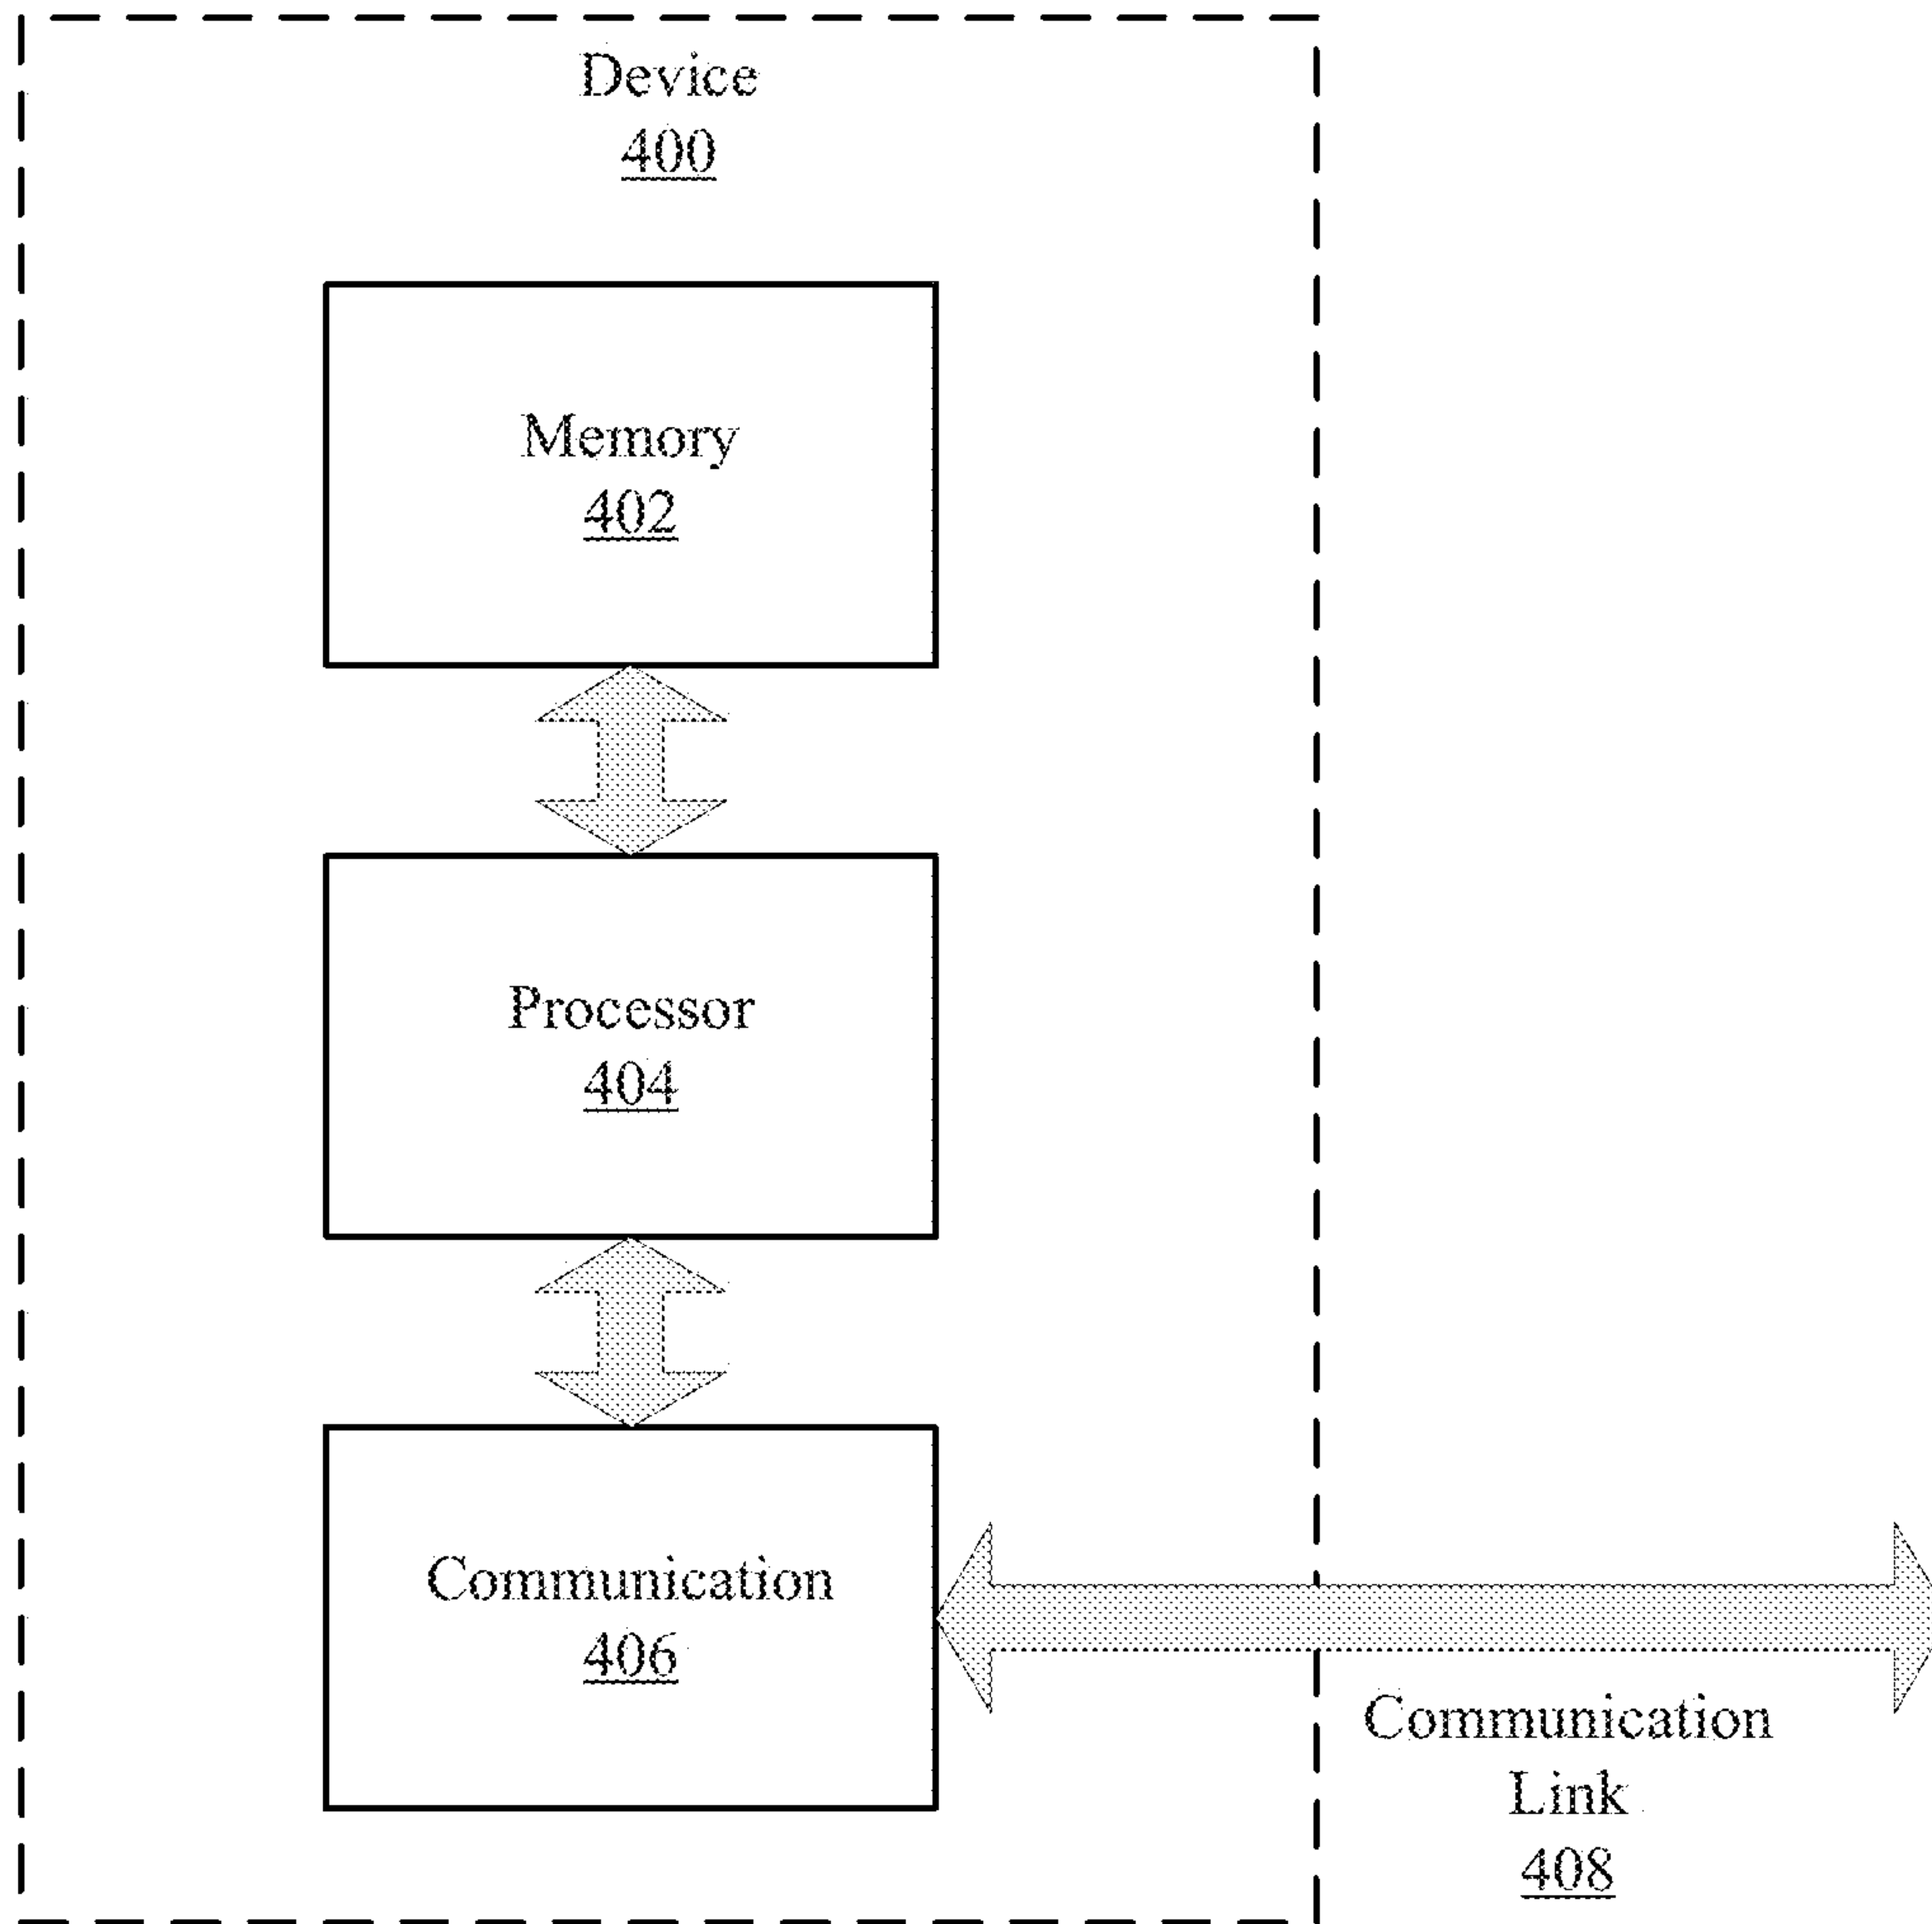 Device
400
Memory
402
Processor
404
Communication
406
Communication
Link
408